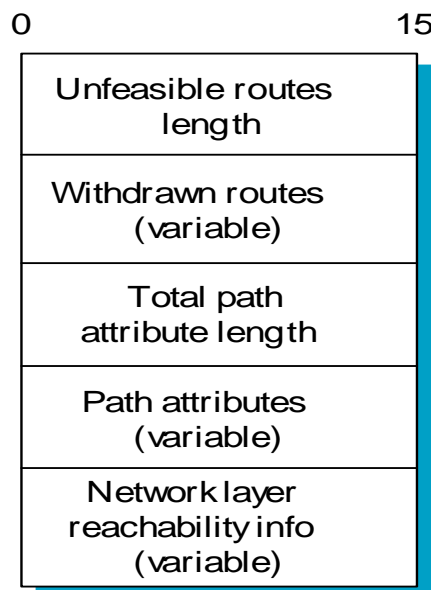 0 15
Unfeasible routes
length
Withdrawn routes
(variable)
Total path
attribute length
Path attributes
(variable)
Network layer
reachability info
(variable)